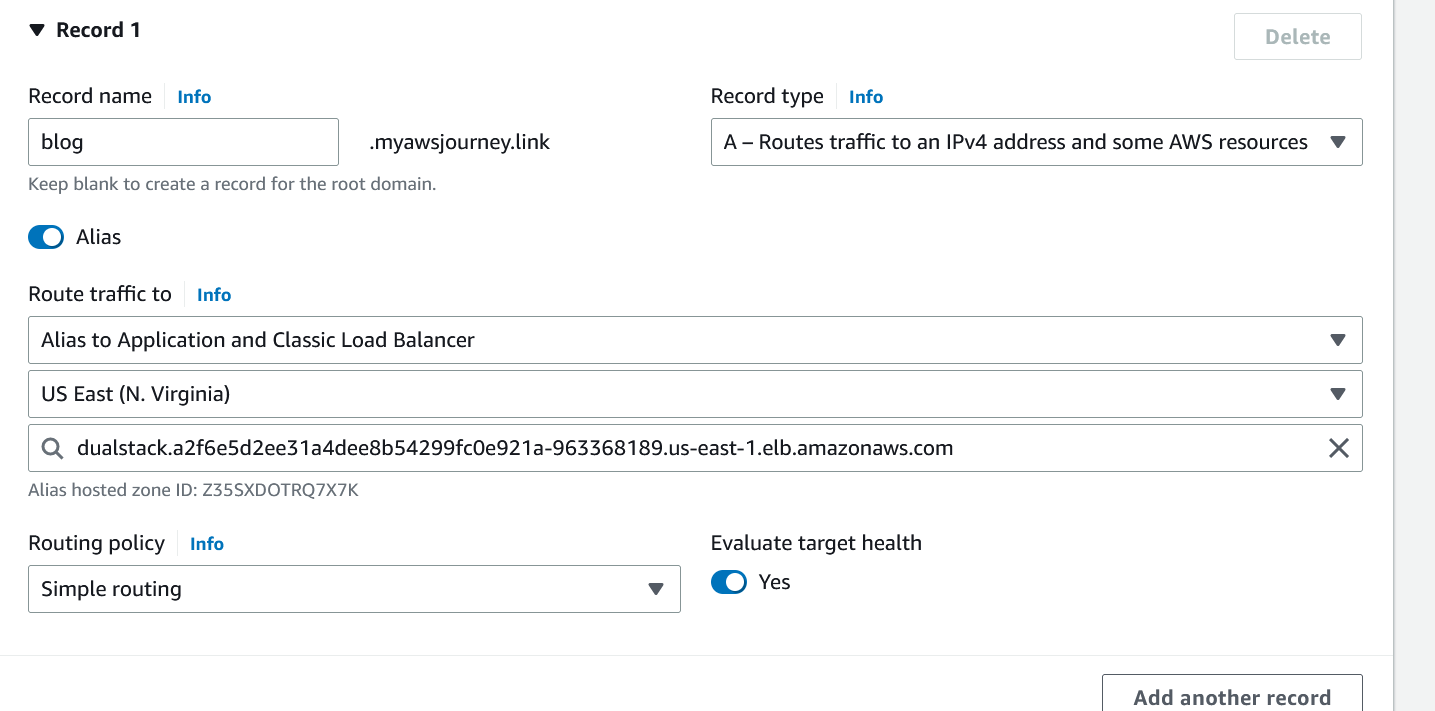 Record 1
Delete
Record name Info
Record type Info
blog .myawsjourney.link
A – Routes traffic to an IPv4 address and some AWS resources
Keep blank to create a record for the root domain.
Alias
Route traffic to Info
Alias to Application and Classic Load Balancer
US East (N. Virginia)
dualstack.a2f6e5d2ee31a4dee8b54299fc0e921a-963368189.us-east-1.elb.amazonaws.com
Alias hosted zone ID: Z35SXDOTRQ7X7K
Routing policy Info
Evaluate target health
Simple routing
Yes
Add another record